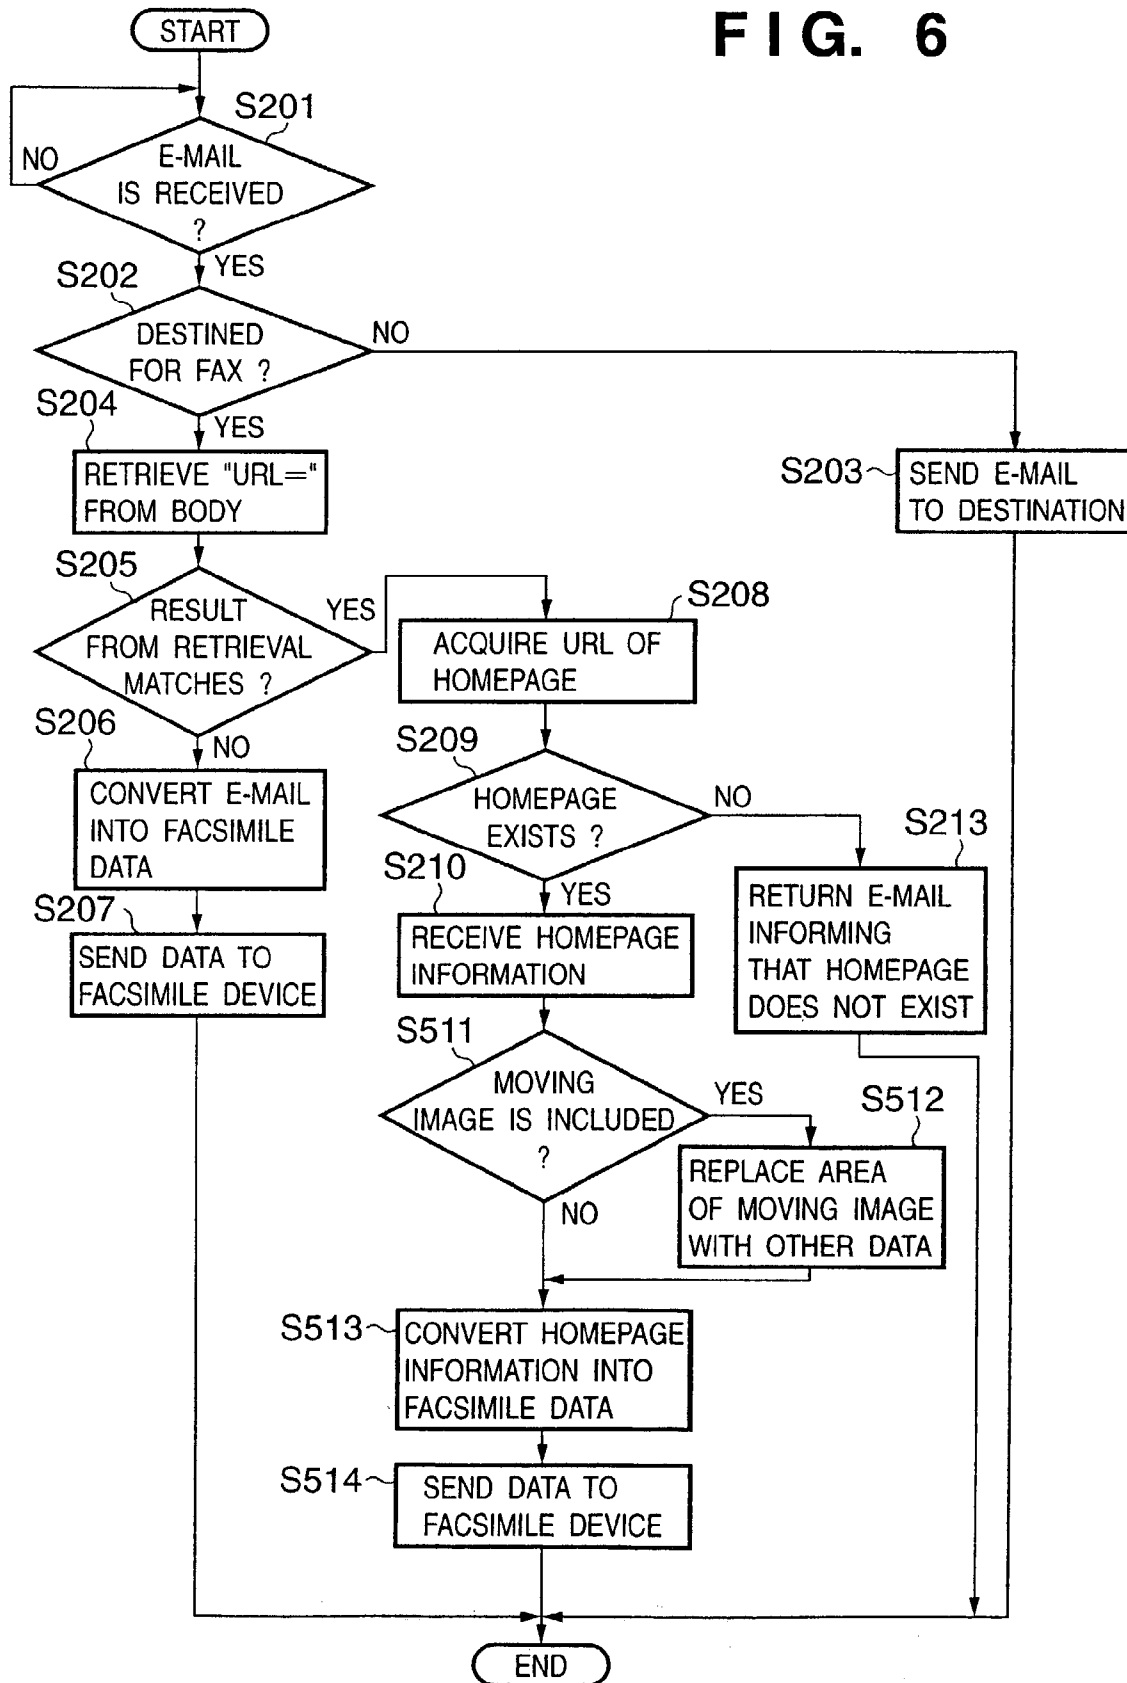 FIG. 6
START
S201
E-MAIL
IS RECEIVED
?
NO
YES
S202
DESTINED
FOR FAX ?
NO
YES
S203
SEND E-MAIL
TO DESTINATION
S204
RETRIEVE "URL="
FROM BODY
S205
RESULT
FROM RETRIEVAL
MATCHES ?
YES
NO
S206
CONVERT E-MAIL
INTO FACSIMILE
DATA
S207
SEND DATA TO
FACSIMILE DEVICE
S208
ACQUIRE URL OF
HOMEPAGE
S209
HOMEPAGE
EXISTS ?
NO
YES
S213
RETURN E-MAIL
INFORMING
THAT HOMEPAGE
DOES NOT EXIST
S210
RECEIVE HOMEPAGE
INFORMATION
S511
MOVING
IMAGE IS INCLUDED
?
YES
NO
S512
REPLACE AREA
OF MOVING IMAGE
WITH OTHER DATA
S513
CONVERT HOMEPAGE
INFORMATION INTO
FACSIMILE DATA
S514
SEND DATA TO
FACSIMILE DEVICE
END